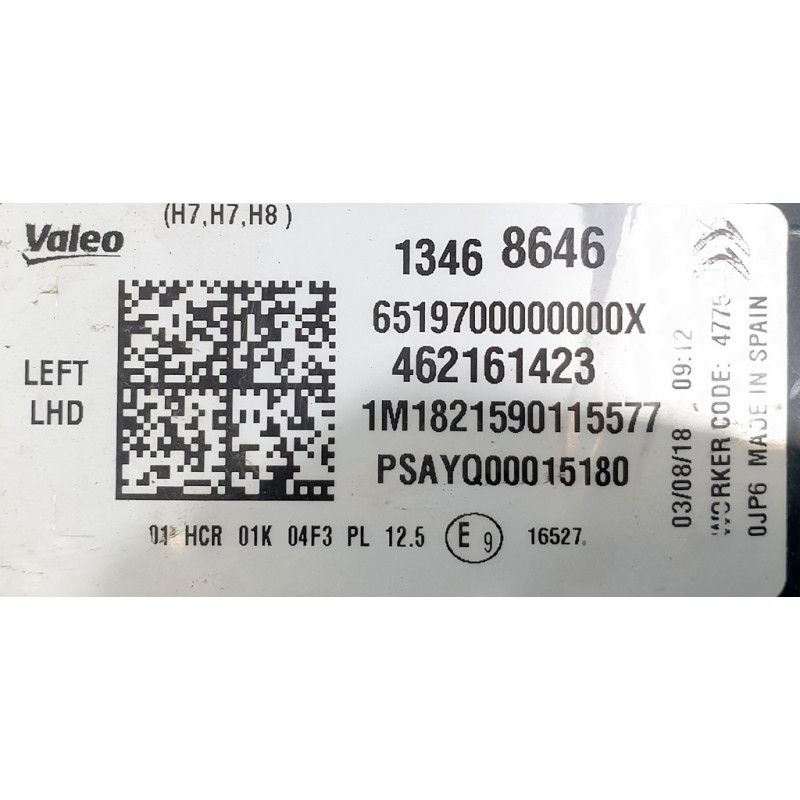 (H7,H7,H8)
Valeo
1346 8646
6519700000000X
462161423
1M1821590115577
PSAYQ00015180
LEFT
LHD
01 HCR 01K 04F3 PL 12.5 E 9 16527
03/08/18 - 09:12
WORKER CODE: 4775
0JP6 MADE IN SPAIN